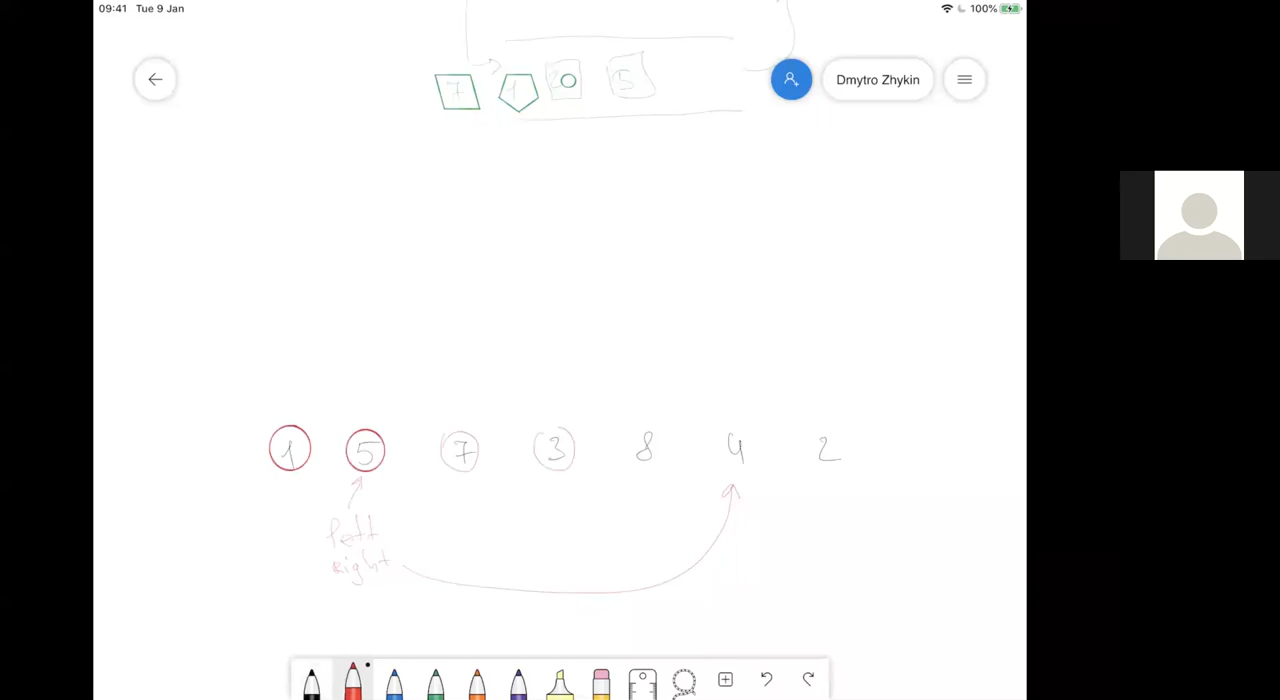 09:41 Tue 9 Jan
100%
7 1 5
Dmytro Zhykin
1 5 7 3 8 4 2
left
right